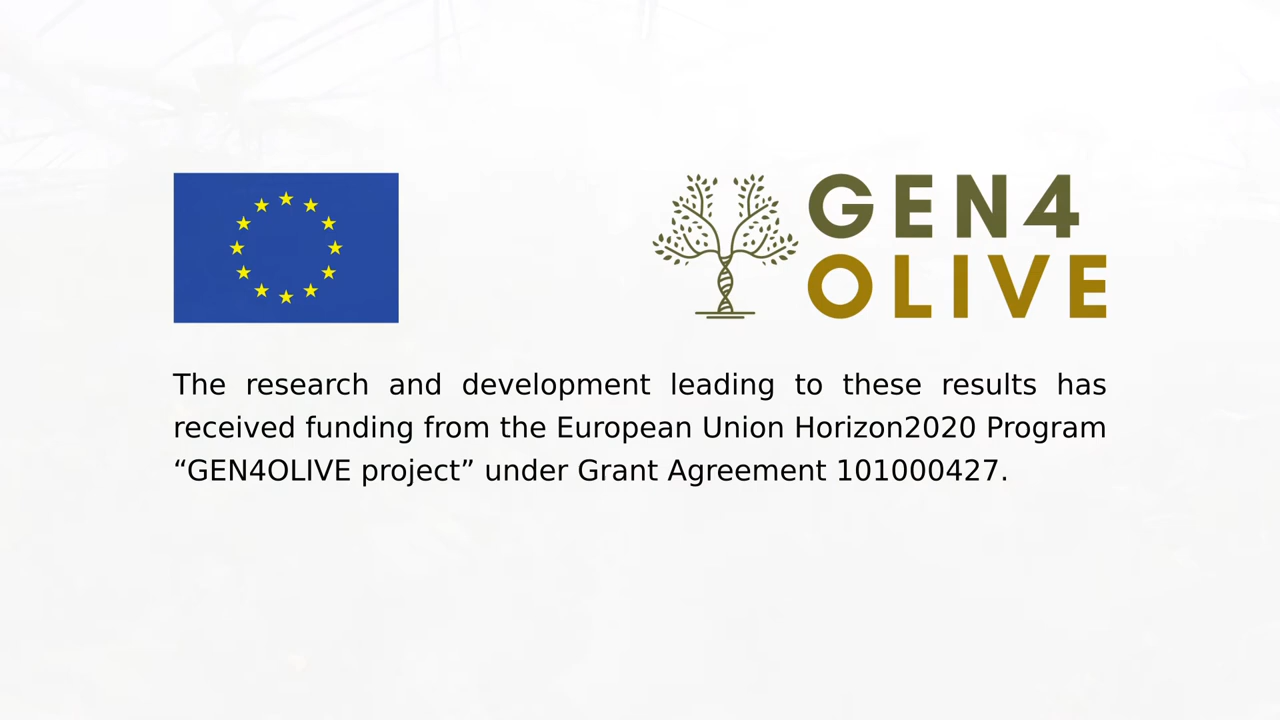 GEN4
OLIVE
The research and development leading to these results has
received funding from the European Union Horizon2020 Program
“GEN4OLIVE project” under Grant Agreement 101000427.